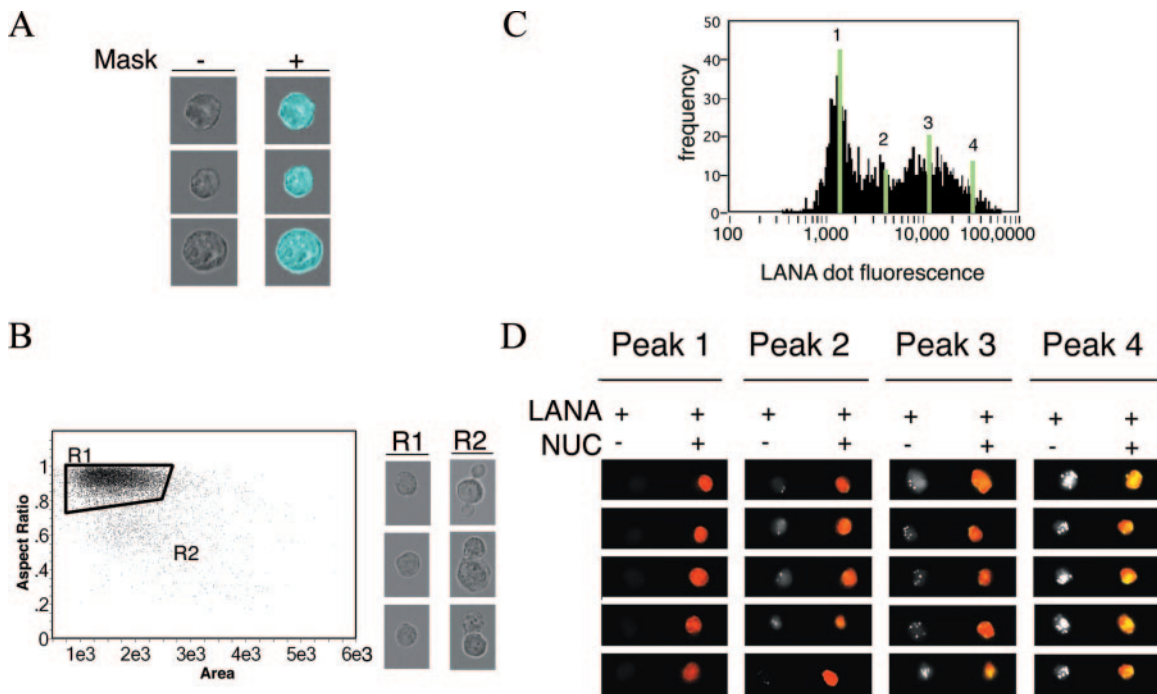 A
Mask - +
B
R1
R2
Aspect Ratio
1
.8
.6
.4
.2
0
1e3 2e3 3e3 4e3 5e3 6e3
Area
R1 R2
C
frequency
50
40
30
20
10
0
1
2
3
4
100 1,000 10,000 100,0000
LANA dot fluorescence
D
Peak 1 Peak 2 Peak 3 Peak 4
LANA + + + + + + + +
NUC - + - + - + - +